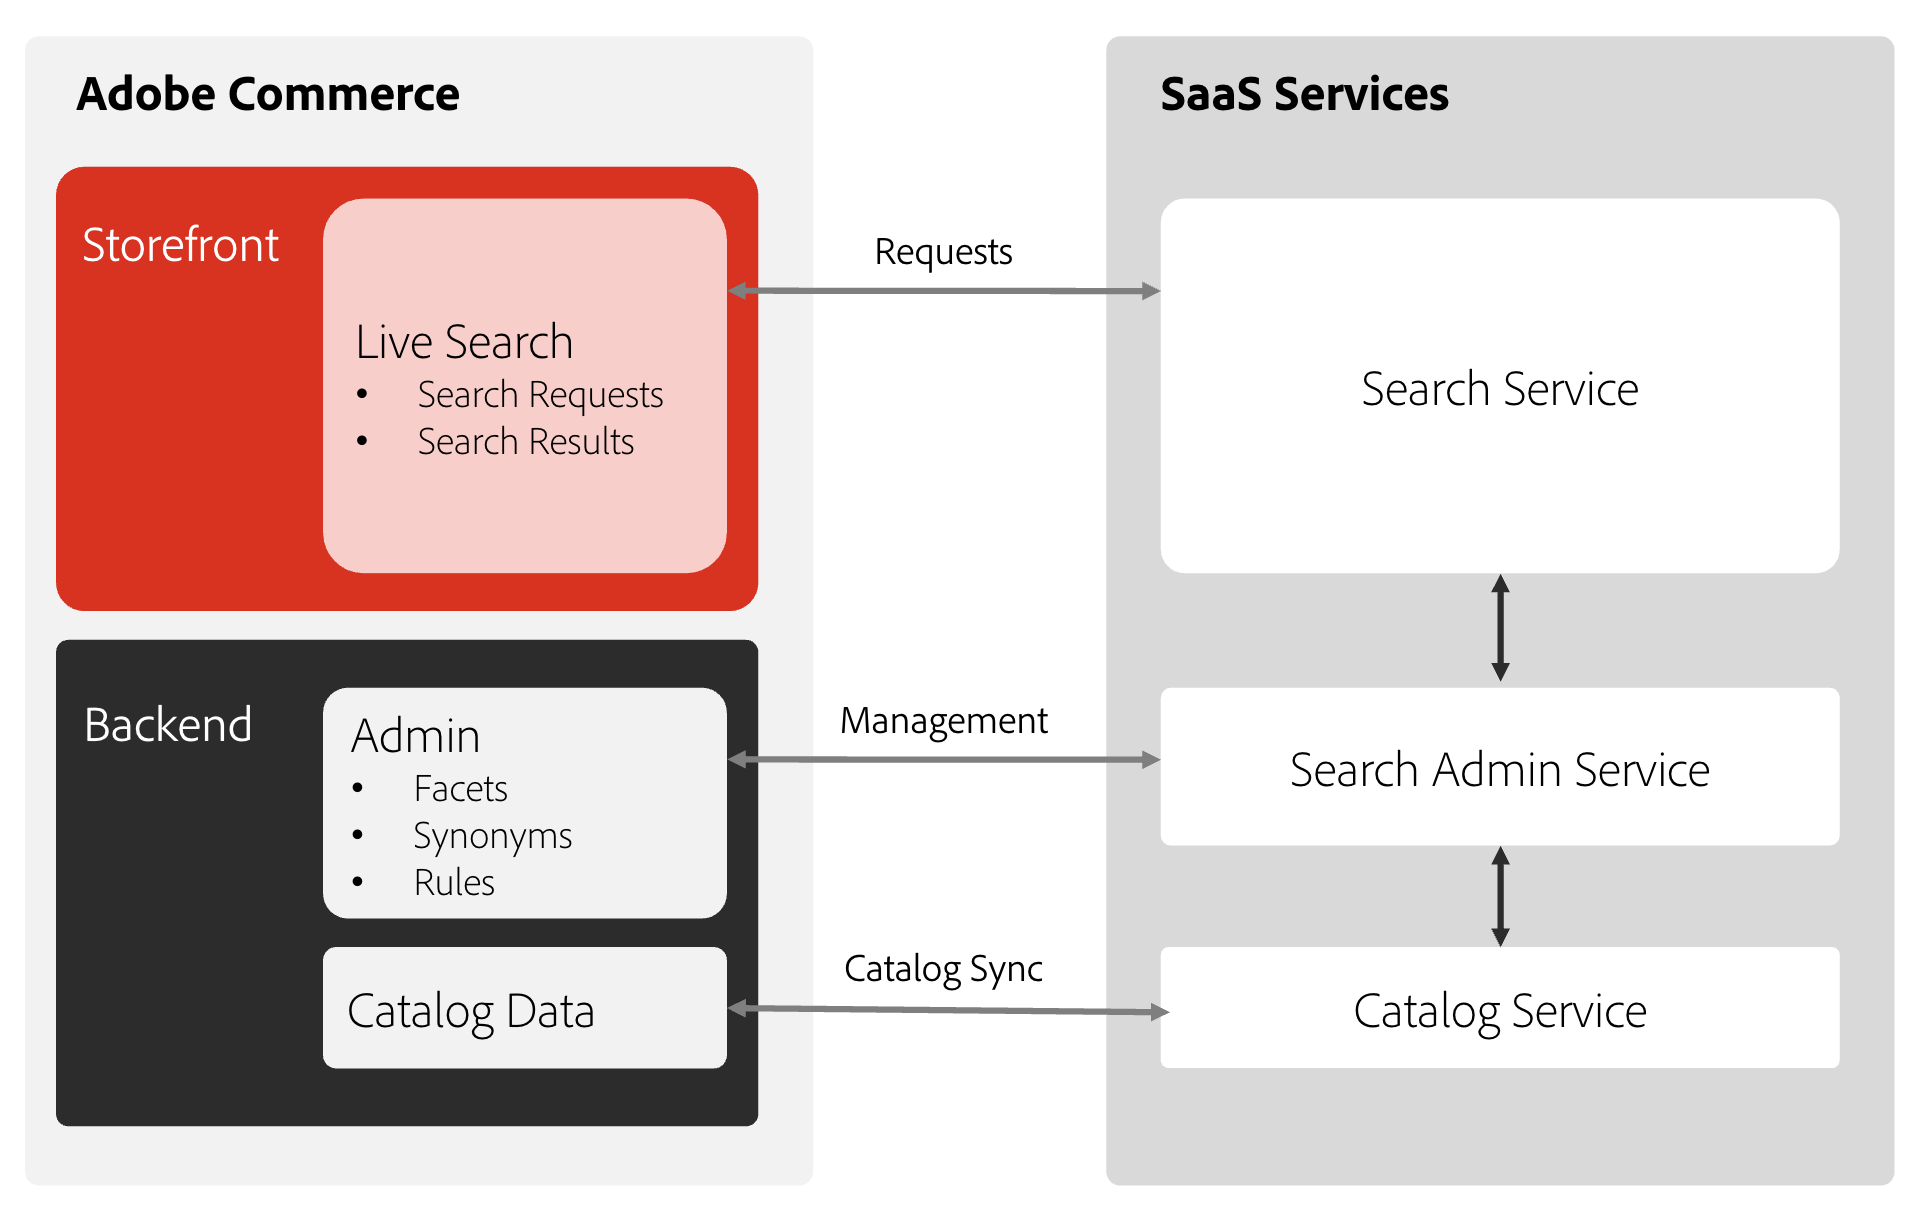 Adobe Commerce
Storefront
Live Search
• Search Requests
• Search Results
Backend
Admin
• Facets
• Synonyms
• Rules
Catalog Data
Requests
Management
Catalog Sync
SaaS Services
Search Service
Search Admin Service
Catalog Service